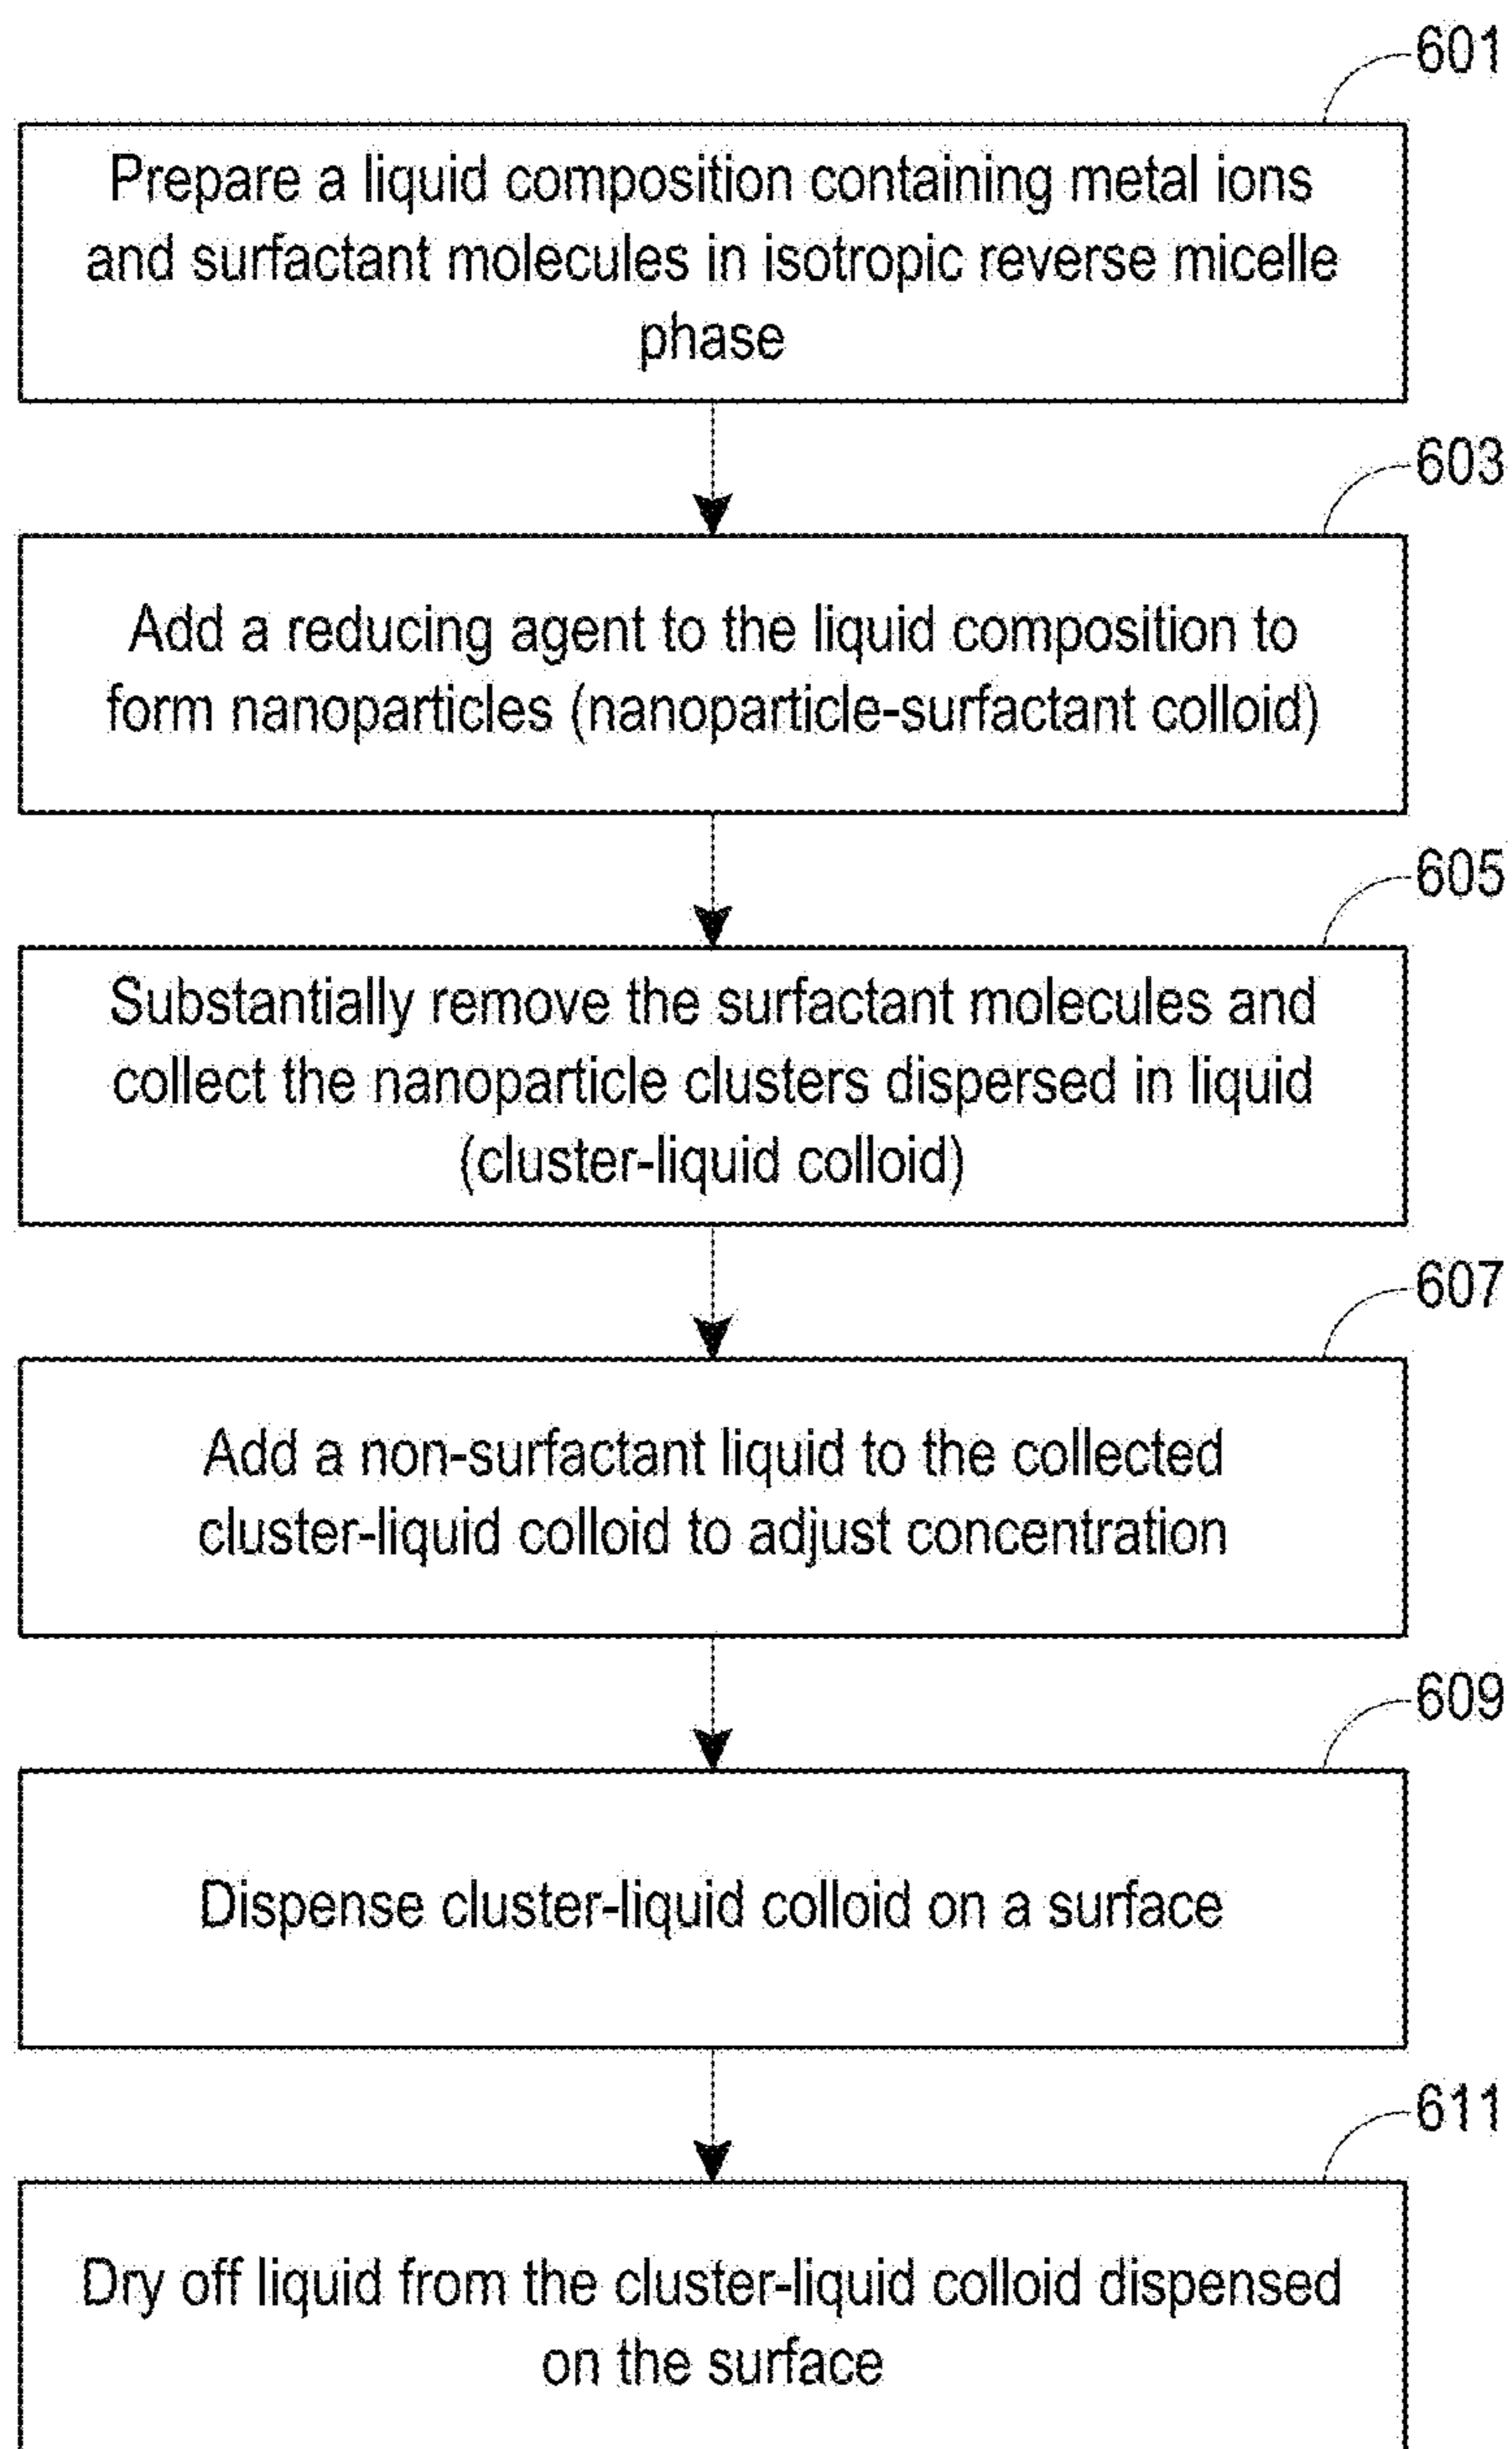 601
Prepare a liquid composition containing metal ions
and surfactant molecules in isotropic reverse micelle
phase
603
Add a reducing agent to the liquid composition to
form nanoparticles (nanoparticle-surfactant colloid)
605
Substantially remove the surfactant molecules and
collect the nanoparticle clusters dispersed in liquid
(cluster-liquid colloid)
607
Add a non-surfactant liquid to the collected
cluster-liquid colloid to adjust concentration
609
Dispense cluster-liquid colloid on a surface
611
Dry off liquid from the cluster-liquid colloid dispensed
on the surface